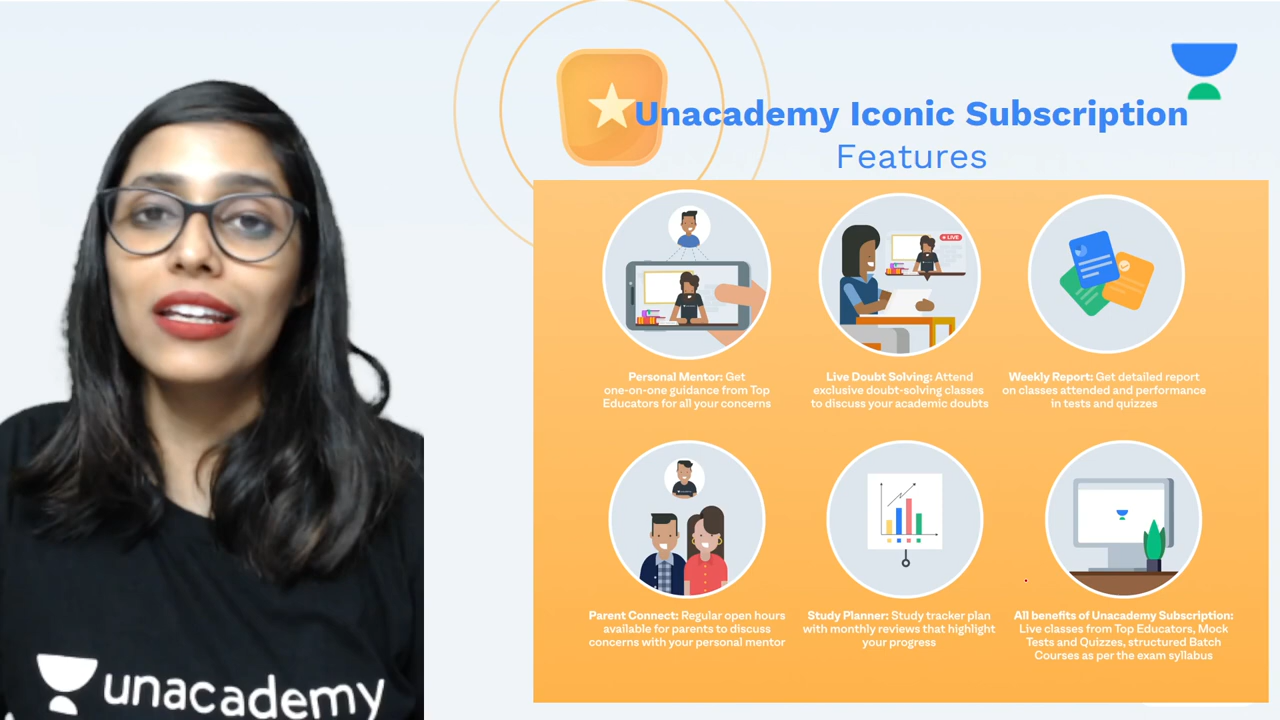 Unacademy Iconic Subscription
Features
LIVE
Personal Mentor: Get
one-on-one guidance from Top
Educators for all your concerns
Live Doubt Solving: Attend
exclusive doubt-solving classes
to discuss your academic doubts
Weekly Report: Get detailed report
on classes attended and performance
in tests and quizzes
Parent Connect: Regular open hours
available for parents to discuss
concerns with your personal mentor
Study Planner: Study tracker plan
with monthly reviews that highlight
your progress
All benefits of Unacademy Subscription:
Live classes from Top Educators, Mock
Tests and Quizzes, structured Batch
Courses as per the exam syllabus
unacademy